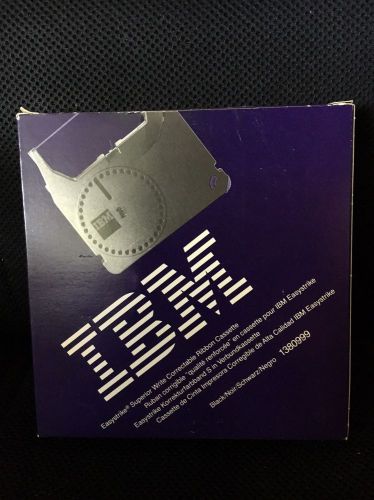 IBM
IBM
Easystrike® Superior Write Correctable Ribbon Cassette
Ruban corrigible "qualité renforcée" en cassette pour IBM Easystrike
Easystrike Korrekturfarbband S in Verbundkassette
Cassette de Cinta Impresora Corregible de Alta Calidad IBM Easystrike
Black/Noir/Schwarz/Negro 1380999